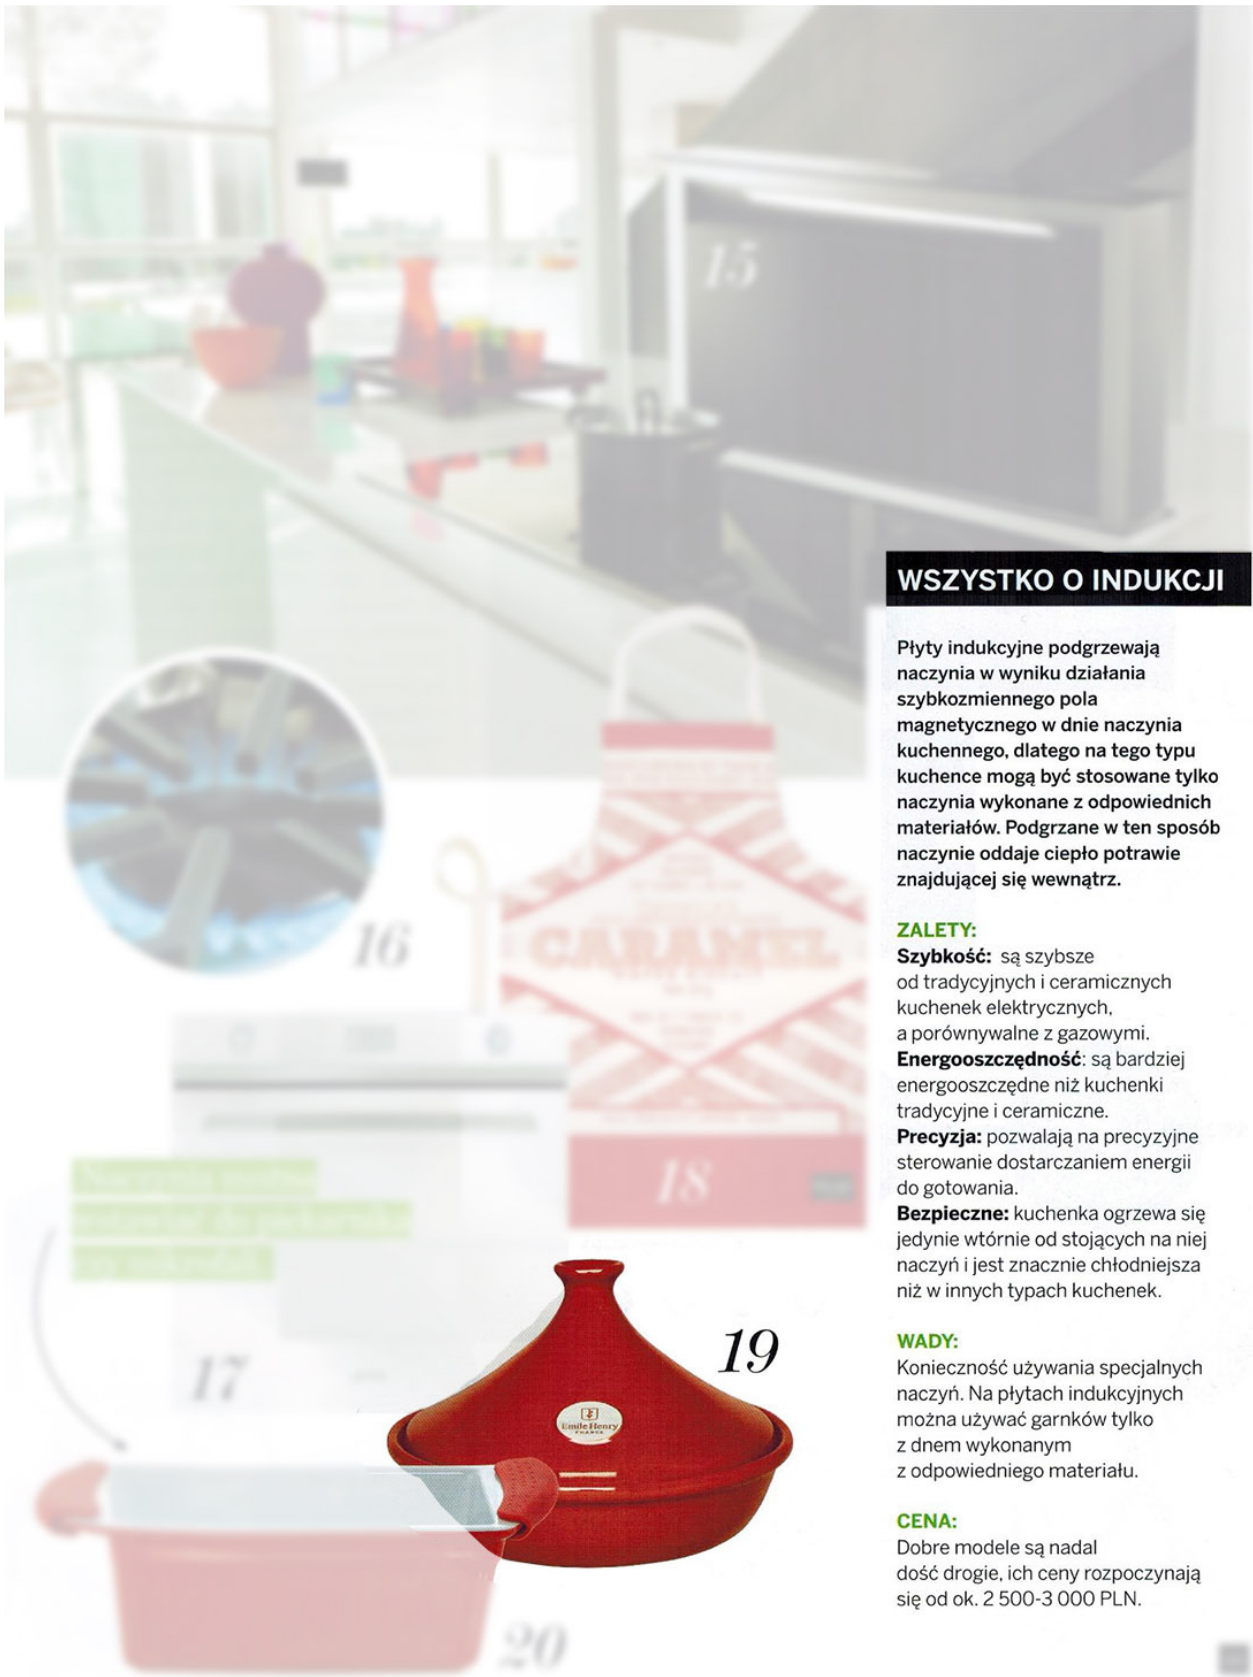 15
WSZYSTKO O INDUKCJI
Płyty indukcyjne podgrzewają
naczynia w wyniku działania
szybkozmiennego pola
magnetycznego w dnie naczynia
kuchennego, dlatego na tego typu
kuchence mogą być stosowane tylko
naczynia wykonane z odpowiednich
materiałów. Podgrzane w ten sposób
naczynie oddaje ciepło potrawie
znajdującej się wewnątrz.
ZALETY:
Szybkość: są szybsze
od tradycyjnych i ceramicznych
kuchenek elektrycznych,
a porównywalne z gazowymi.
Energooszczędność: są bardziej
energooszczędne niż kuchenki
tradycyjne i ceramiczne.
Precyzja: pozwalają na precyzyjne
sterowanie dostarczaniem energii
do gotowania.
Bezpieczne: kuchenka ogrzewa się
jedynie wtórnie od stojących na niej
naczyń i jest znacznie chłodniejsza
niż w innych typach kuchenek.
WADY:
Konieczność używania specjalnych
naczyń. Na płytach indukcyjnych
można używać garnków tylko
z dnem wykonanym
z odpowiedniego materiału.
CENA:
Dobre modele są nadal
dość drogie, ich ceny rozpoczynają
się od ok. 2 500-3 000 PLN.
16
CARAMEL
18
17
19
Emile Henry
FRANCE
20